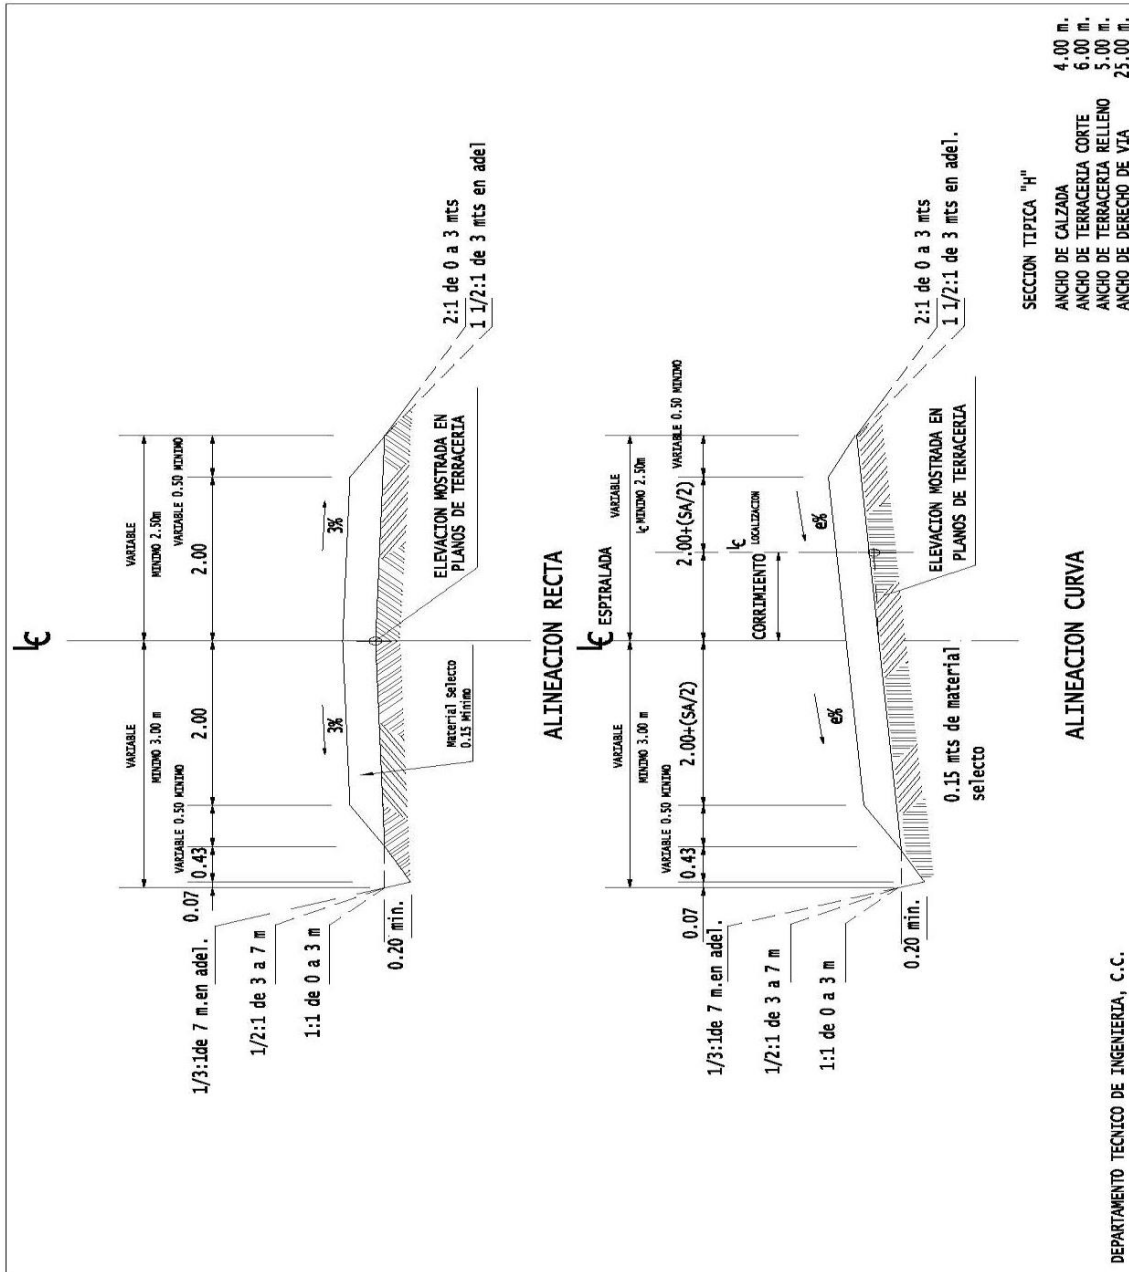 ℄
VARIABLE
MINIMO 3.00 m
VARIABLE
MINIMO 2.50m
VARIABLE 0.50 MINIMO
VARIABLE 0.50 MINIMO
0.07
0.43
2.00
2.00
1/3:1de 7 m.en adel.
1/2:1 de 3 a 7 m
1:1 de 0 a 3 m
0.20 min.
3%
3%
Material Selecto
0.15 Minimo
ELEVACION MOSTRADA EN
PLANOS DE TERRACERIA
2:1 de 0 a 3 mts
1 1/2:1 de 3 mts en adel
ALINEACION RECTA
℄ ESPIRALADA
VARIABLE
MINIMO 3.00 m
VARIABLE
℄ MINIMO 2.50m
VARIABLE 0.50 MINIMO
VARIABLE 0.50 MINIMO
0.07
0.43
2.00+(SA/2)
2.00+(SA/2)
℄ LOCALIZACION
CORRIMIENTO
1/3:1de 7 m.en adel.
1/2:1 de 3 a 7 m
1:1 de 0 a 3 m
0.20 min.
e%
e%
0.15 mts de material
selecto
ELEVACION MOSTRADA EN
PLANOS DE TERRACERIA
2:1 de 0 a 3 mts
1 1/2:1 de 3 mts en adel.
ALINEACION CURVA
SECCION TIPICA "H"
ANCHO DE CALZADA 4.00 m.
ANCHO DE TERRACERIA CORTE 6.00 m.
ANCHO DE TERRACERIA RELLENO 5.00 m.
ANCHO DE DERECHO DE VIA 25.00 m.
DEPARTAMENTO TECNICO DE INGENIERIA, C.C.